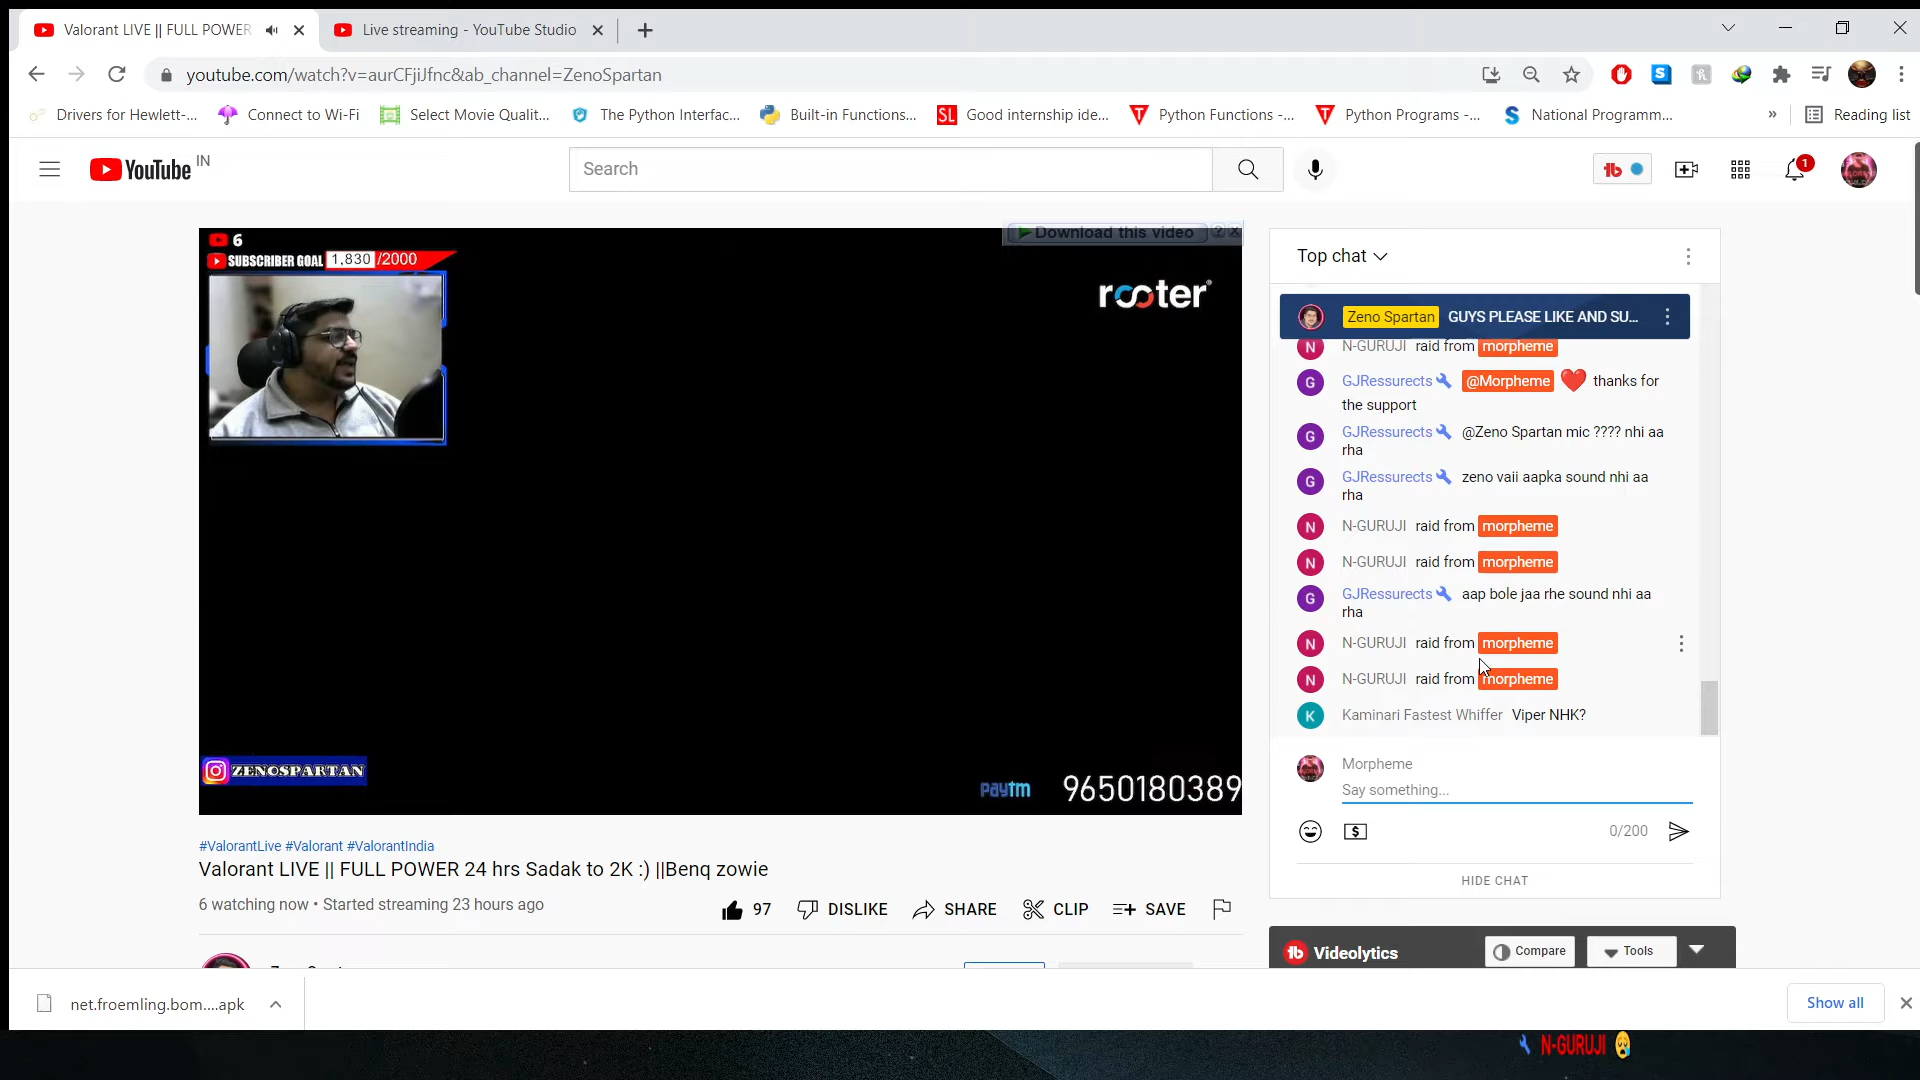 Valorant LIVE || FULL POWER
Live streaming - YouTube Studio
youtube.com/watch?v=aurCFjiJfnc&ab_channel=ZenoSpartan
Drivers for Hewlett-...
Connect to Wi-Fi
Select Movie Qualit...
The Python Interfac...
Built-in Functions...
SL
Good internship ide...
Python Functions -...
Python Programs -...
National Programm...
»
Reading list
YouTube IN
Search
1
6
SUBSCRIBER GOAL 1,830 /2000
Download this video
rooter
ZENOSPARTAN
paytm 9650180389
Top chat
Zeno Spartan GUYS PLEASE LIKE AND SU...
N N-GURUJI raid from morpheme
G GJRessurects @Morpheme ❤️ thanks for
the support
G GJRessurects @Zeno Spartan mic ???? nhi aa
rha
G GJRessurects zeno vaii aapka sound nhi aa
rha
N N-GURUJI raid from morpheme
N N-GURUJI raid from morpheme
G GJRessurects aap bole jaa rhe sound nhi aa
rha
N N-GURUJI raid from morpheme
N N-GURUJI raid from morpheme
K Kaminari Fastest Whiffer Viper NHK?
Morpheme
Say something...
0/200
HIDE CHAT
#ValorantLive #Valorant #ValorantIndia
Valorant LIVE || FULL POWER 24 hrs Sadak to 2K :) ||Benq zowie
6 watching now • Started streaming 23 hours ago
97 DISLIKE SHARE CLIP SAVE
tb Videolytics Compare Tools
net.froemling.bom....apk
Show all
N-GURUJI 😢